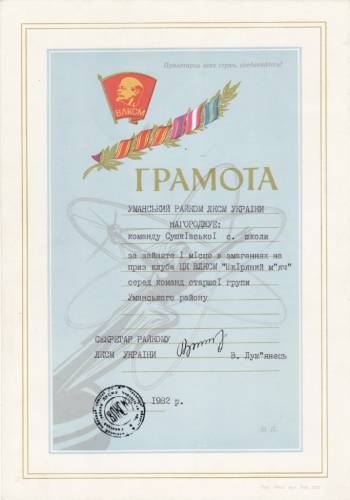 Пролетарии всех стран, соединяйтесь!
ВЛКСМ
ГРАМОТА
УМАНСЬКИЙ РАЙКОМ ЛКСМ УКРАЇНИ
НАГОРОДЖУЄ:
команду Сушківської с. школи
за зайняте І місце в змаганнях на
приз клуба ЦК ВЛКСМ "Шкіряний м'яч"
серед команд старшої групи
Уманського району
СЕКРЕТАР РАЙКОМУ
ЛКСМ УКРАЇНИ
В. Лук"янець
1982 р.